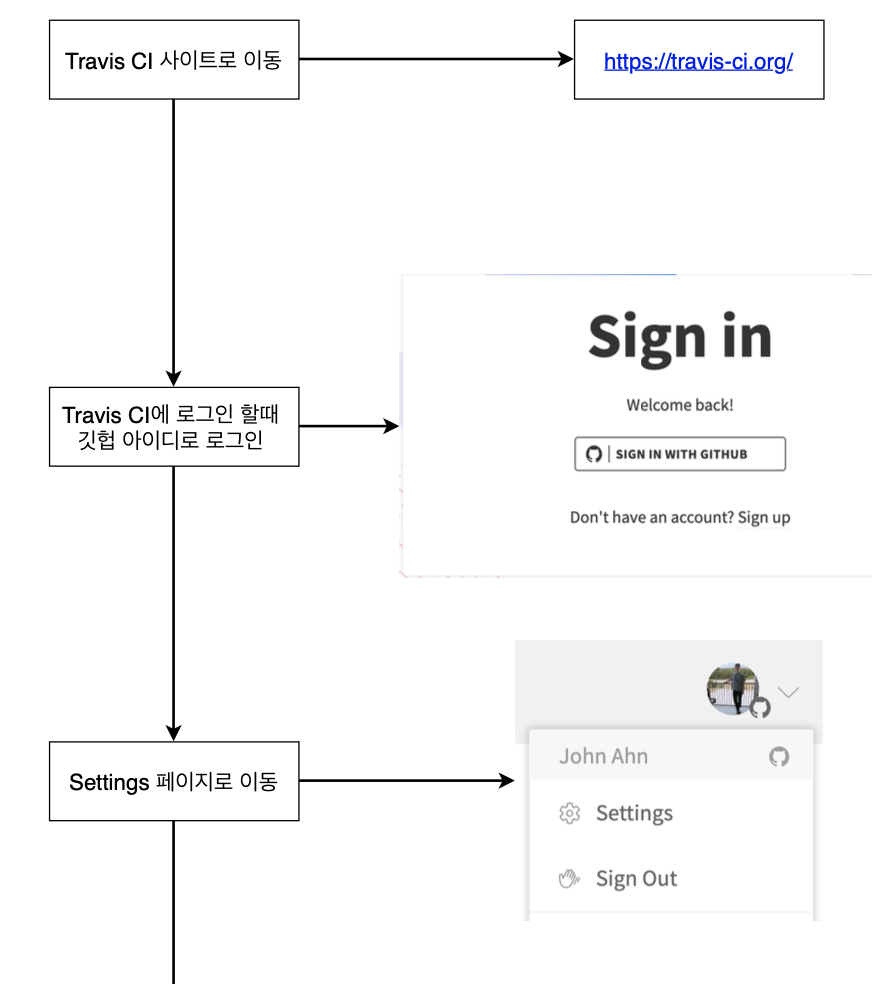 Travis CI 사이트로 이동
https://travis-ci.org/
Sign in
Welcome back!
SIGN IN WITH GITHUB
Don't have an account? Sign up
Travis CI에 로그인 할때
깃헙 아이디로 로그인
John Ahn
Settings
Sign Out
Settings 페이지로 이동